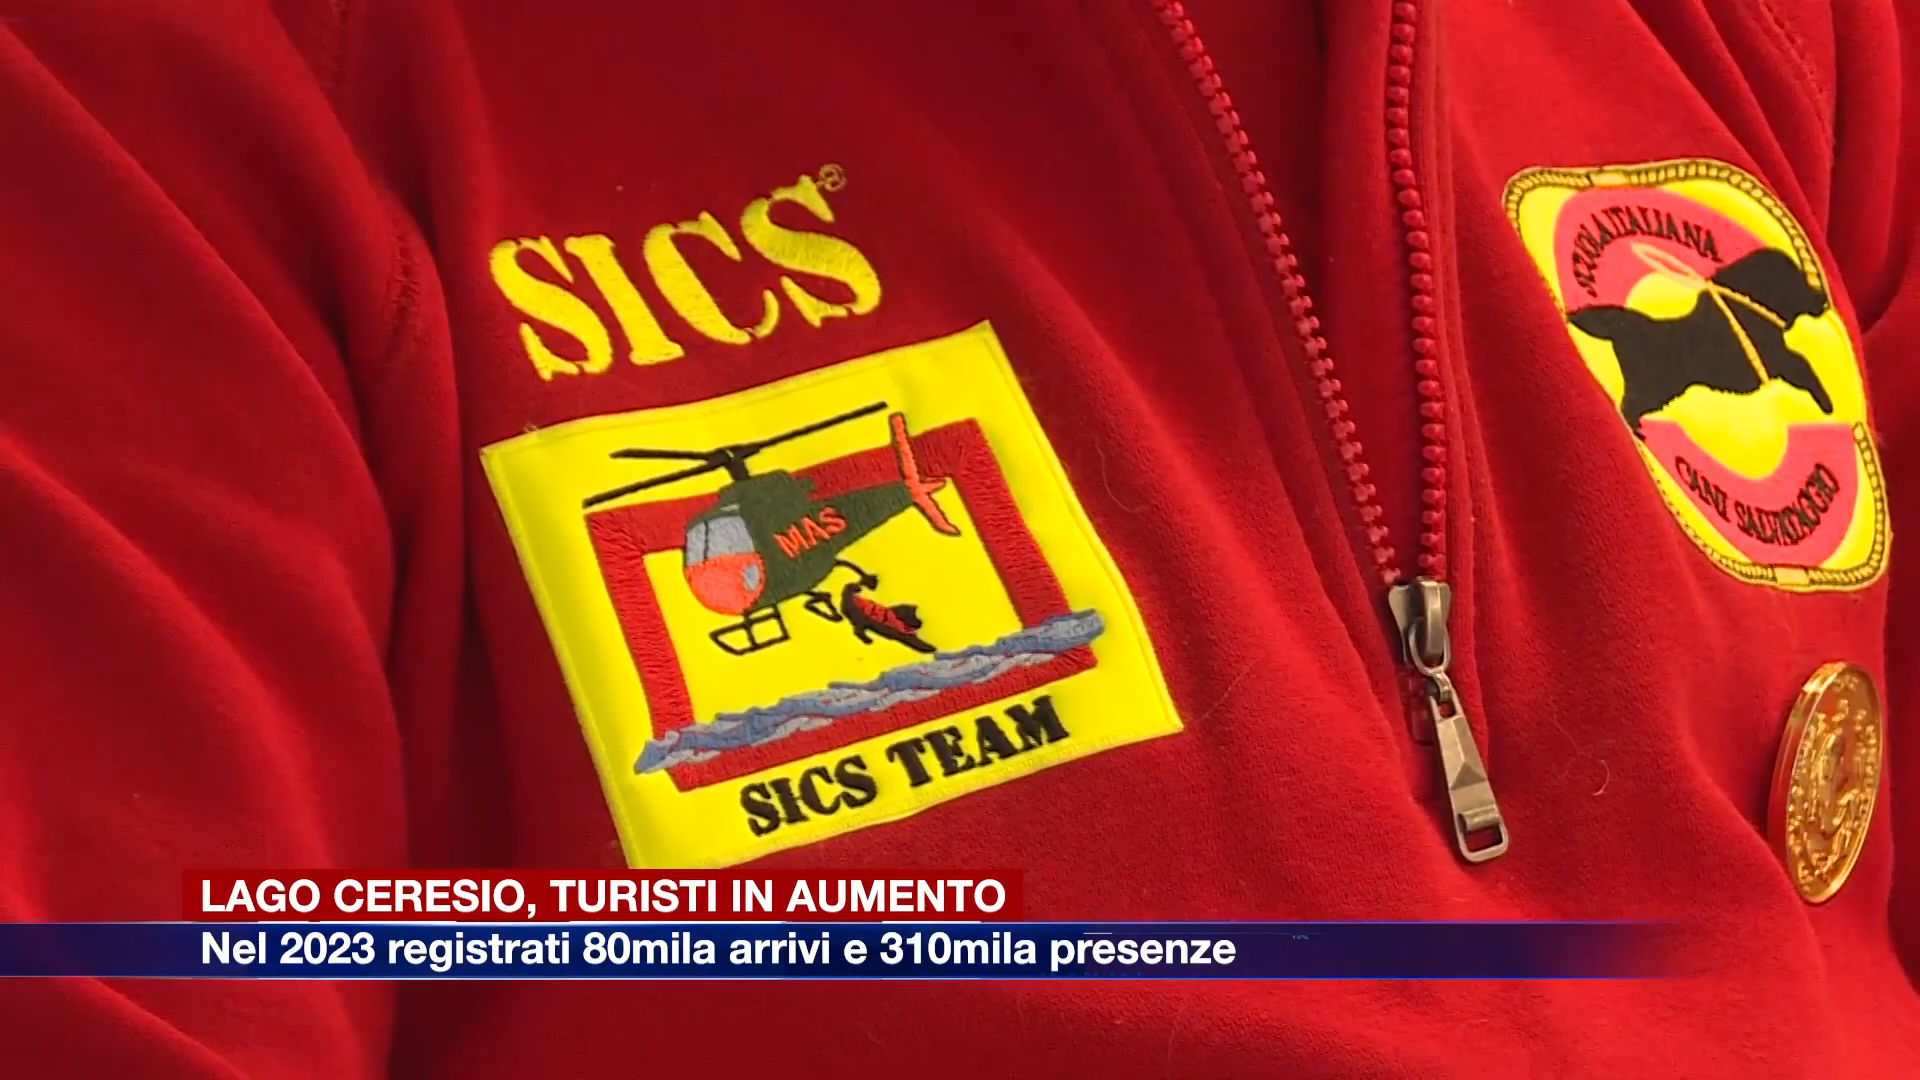 SICS®
SCUOLA ITALIANA
MAS
CANI SALVATAGGIO
SICS TEAM
LAGO CERESIO, TURISTI IN AUMENTO
Nel 2023 registrati 80mila arrivi e 310mila presenze